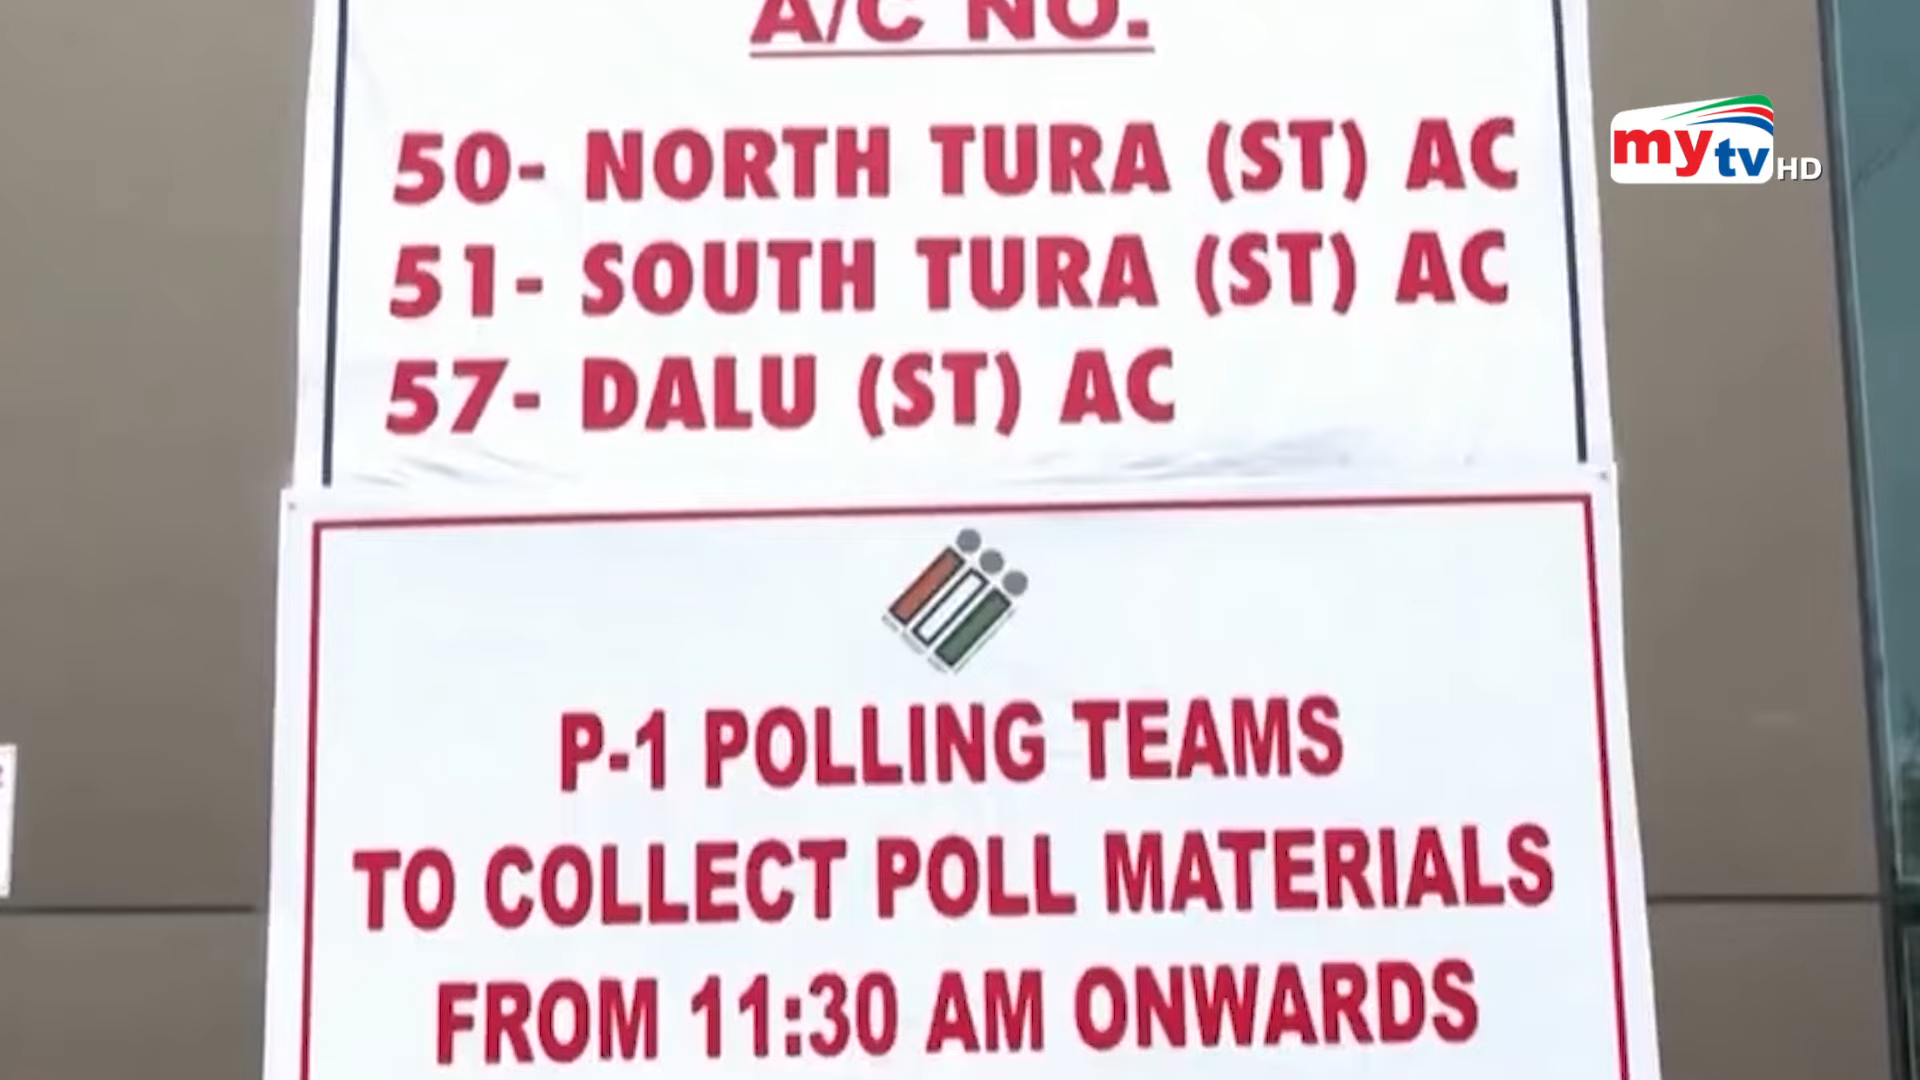 A/C NO.
50- NORTH TURA (ST) AC
51- SOUTH TURA (ST) AC
57- DALU (ST) AC
mytv HD
P-1 POLLING TEAMS
TO COLLECT POLL MATERIALS
FROM 11:30 AM ONWARDS